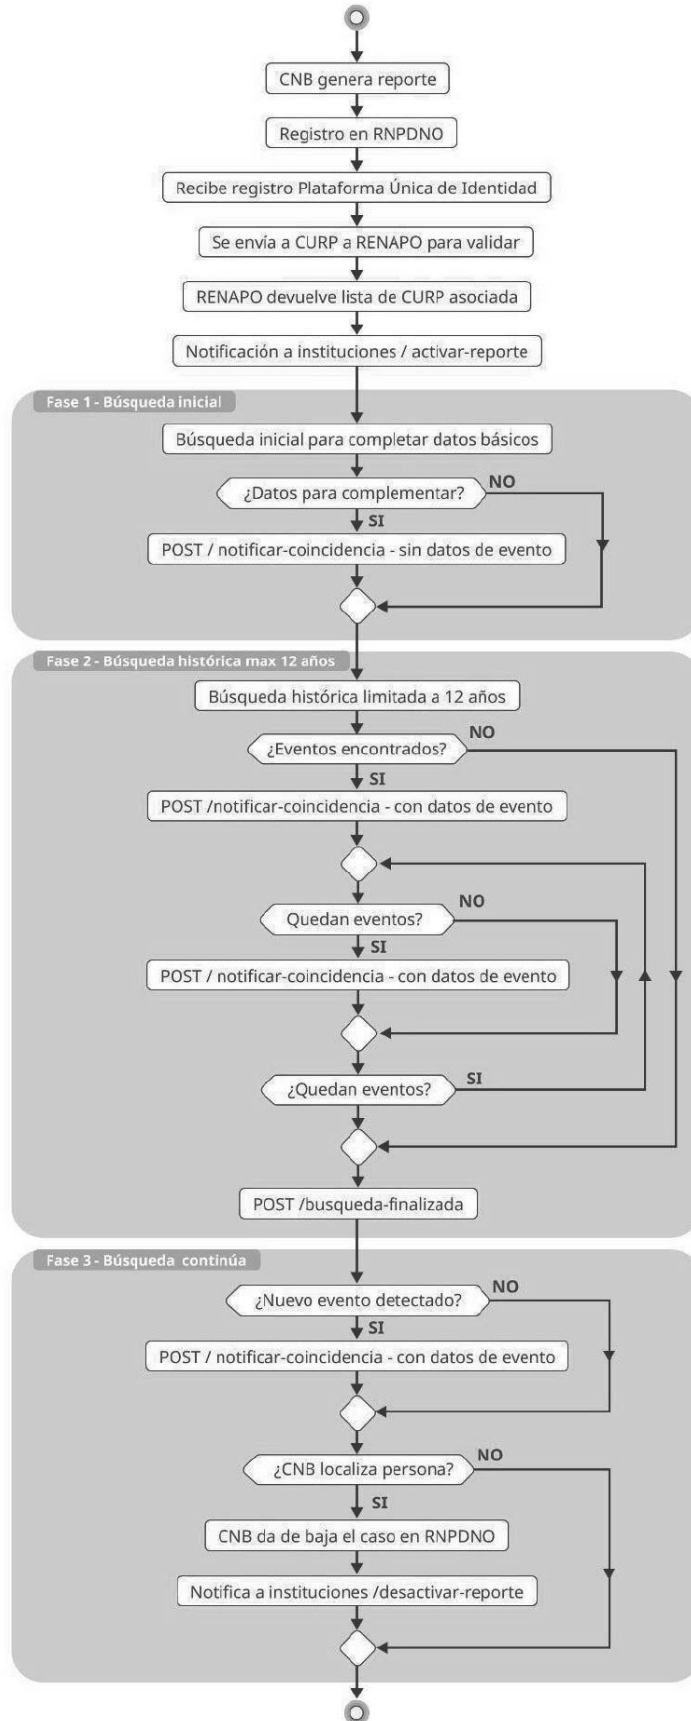 CNB genera reporte
Registro en RNPDNO
Recibe registro Plataforma Única de Identidad
Se envía a CURP a RENAPO para validar
RENAPO devuelve lista de CURP asociada
Notificación a instituciones / activar-reporte
Fase 1 - Búsqueda inicial
Búsqueda inicial para completar datos básicos
¿Datos para complementar?
NO
SI
POST / notificar-coincidencia - sin datos de evento
Fase 2 - Búsqueda histórica max 12 años
Búsqueda histórica limitada a 12 años
¿Eventos encontrados?
NO
SI
POST /notificar-coincidencia - con datos de evento
Quedan eventos?
NO
SI
POST / notificar-coincidencia - con datos de evento
¿Quedan eventos?
SI
POST /busqueda-finalizada
Fase 3 - Búsqueda continúa
¿Nuevo evento detectado?
NO
SI
POST / notificar-coincidencia - con datos de evento
¿CNB localiza persona?
NO
SI
CNB da de baja el caso en RNPDNO
Notifica a instituciones /desactivar-reporte